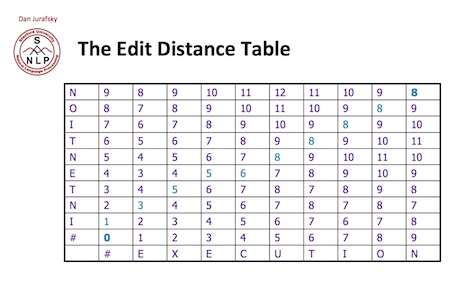 Dan Jurafsky
Stanford University
S
NLP
Natural Language Processing
The Edit Distance Table
N 9 8 9 10 11 12 11 10 9 8
O 8 7 8 9 10 11 10 9 8 9
I 7 6 7 8 9 10 9 8 9 10
T 6 5 6 7 8 9 8 9 10 11
N 5 4 5 6 7 8 9 10 11 10
E 4 3 4 5 6 7 8 9 10 9
T 3 4 5 6 7 8 7 8 9 8
N 2 3 4 5 6 7 8 7 8 7
I 1 2 3 4 5 6 7 6 7 8
# 0 1 2 3 4 5 6 7 8 9
# E X E C U T I O N